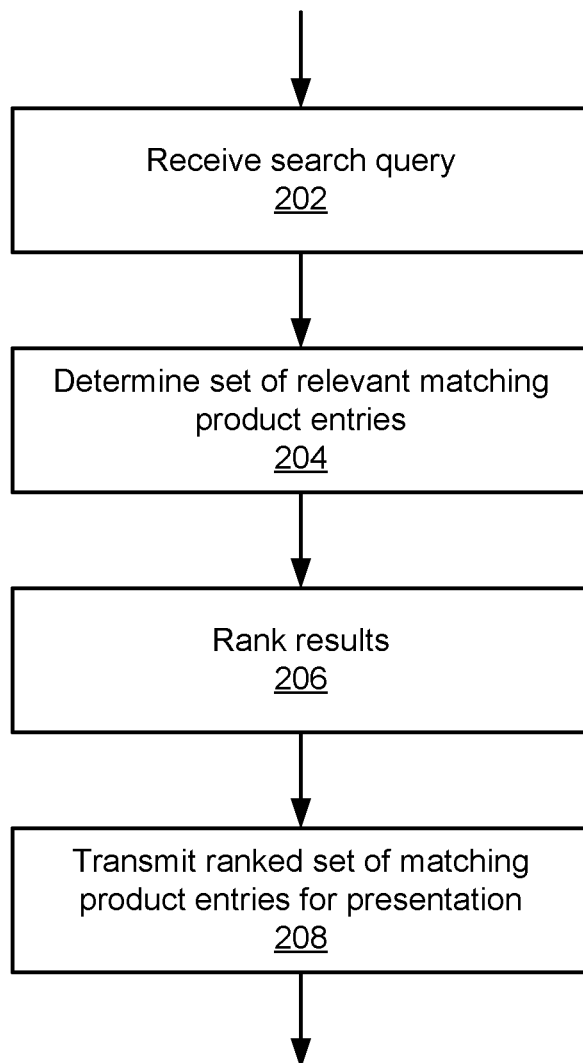 Receive search query
202
Determine set of relevant matching
product entries
204
Rank results
206
Transmit ranked set of matching
product entries for presentation
208